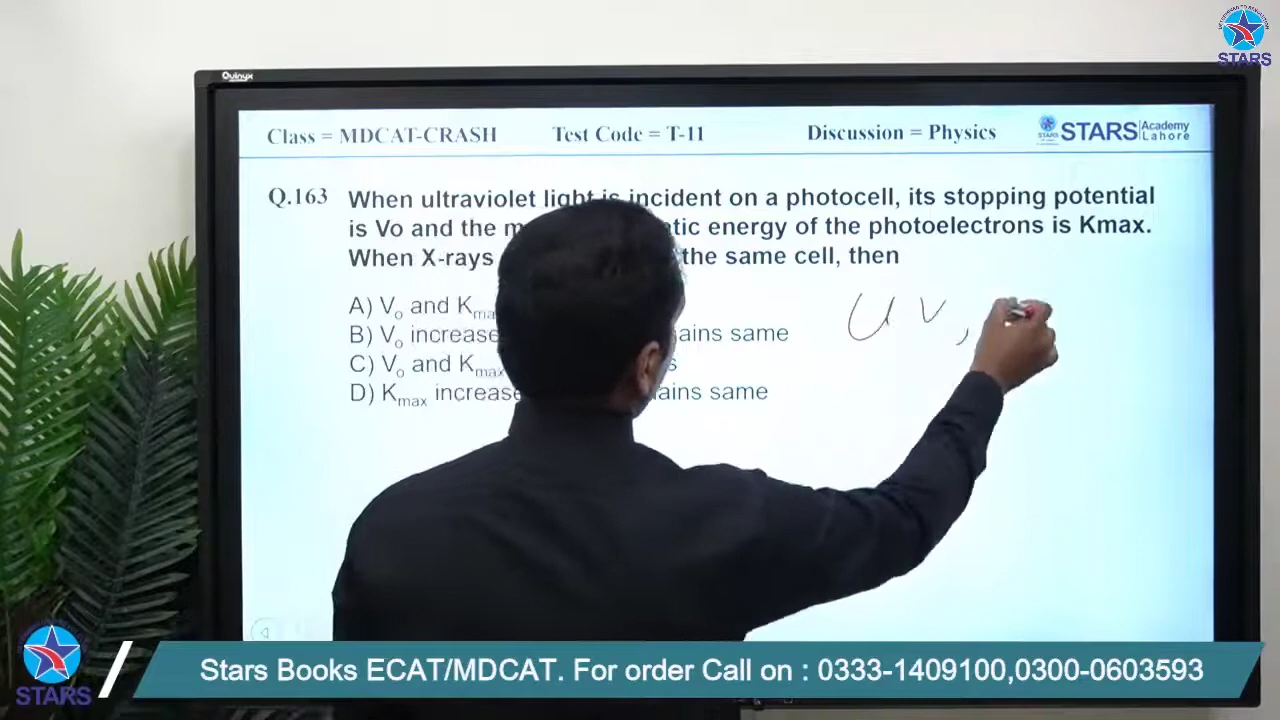 STARS
Quinyx
Class = MDCAT-CRASH Test Code = T-11 Discussion = Physics STARS Academy Lahore
Q.163 When ultraviolet light is incident on a photocell, its stopping potential
is Vo and the etic energy of the photoelectrons is Kmax.
When X-rays the same cell, then
A) Vo and Kma
B) Vo increase ains same
C) Vo and Kmax s
D) Kmax increase ains same
U V ,
STARS
Stars Books ECAT/MDCAT. For order Call on : 0333-1409100,0300-0603593